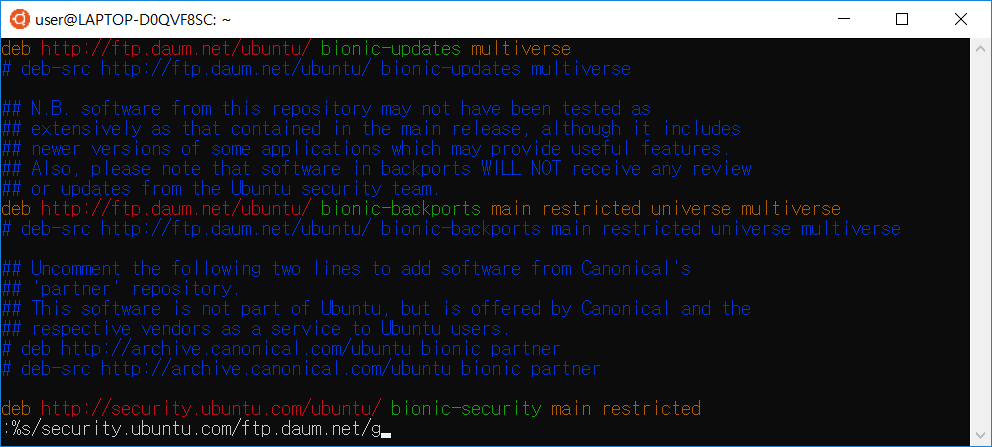 user@LAPTOP-D0QVF8SC: ~
deb http://ftp.daum.net/ubuntu/ bionic-updates multiverse
# deb-src http://ftp.daum.net/ubuntu/ bionic-updates multiverse
## N.B. software from this repository may not have been tested as
## extensively as that contained in the main release, although it includes
## newer versions of some applications which may provide useful features.
## Also, please note that software in backports WILL NOT receive any review
## or updates from the Ubuntu security team.
deb http://ftp.daum.net/ubuntu/ bionic-backports main restricted universe multiverse
# deb-src http://ftp.daum.net/ubuntu/ bionic-backports main restricted universe multiverse
## Uncomment the following two lines to add software from Canonical's
## 'partner' repository.
## This software is not part of Ubuntu, but is offered by Canonical and the
## respective vendors as a service to Ubuntu users.
# deb http://archive.canonical.com/ubuntu bionic partner
# deb-src http://archive.canonical.com/ubuntu bionic partner
deb http://security.ubuntu.com/ubuntu/ bionic-security main restricted
:%s/security.ubuntu.com/ftp.daum.net/g